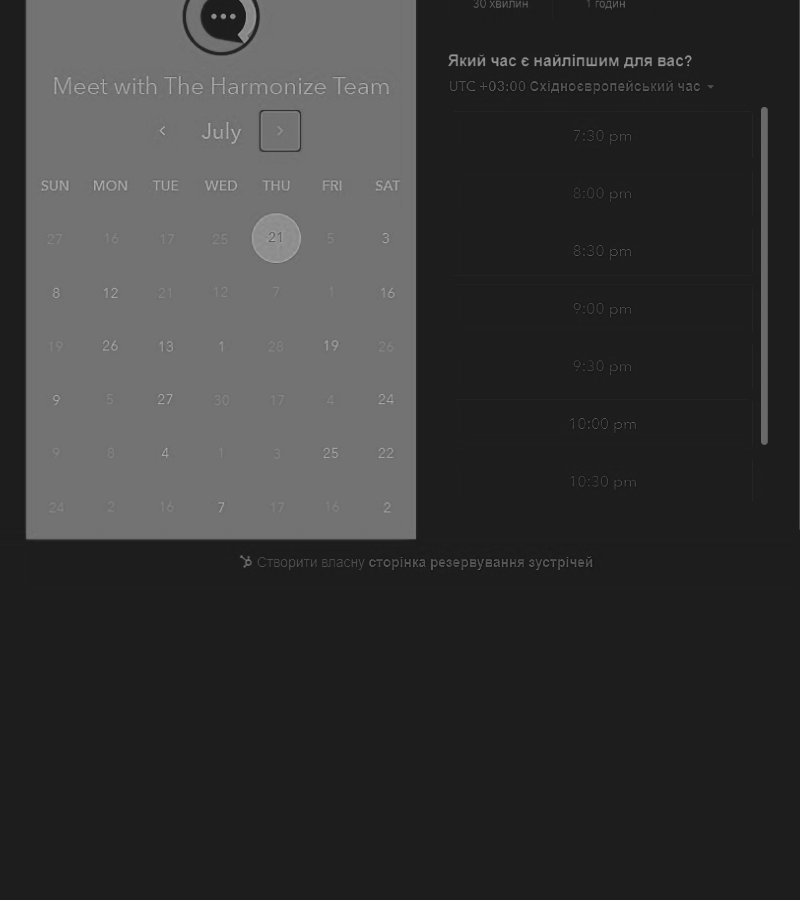 30 хвилин
1 годин
Meet with The Harmonize Team
July
SUN MON TUE WED THU FRI SAT
27 16 17 25 21 5 3
8 12 21 12 7 1 16
19 26 13 1 28 19 26
9 5 27 30 17 4 24
9 8 4 1 3 25 22
24 2 16 7 17 16 2
Який час є найліпшим для вас?
UTC +03:00 Східноєвропейський час
7:30 pm
8:00 pm
8:30 pm
9:00 pm
9:30 pm
10:00 pm
10:30 pm
Створити власну сторінка резервування зустрічей